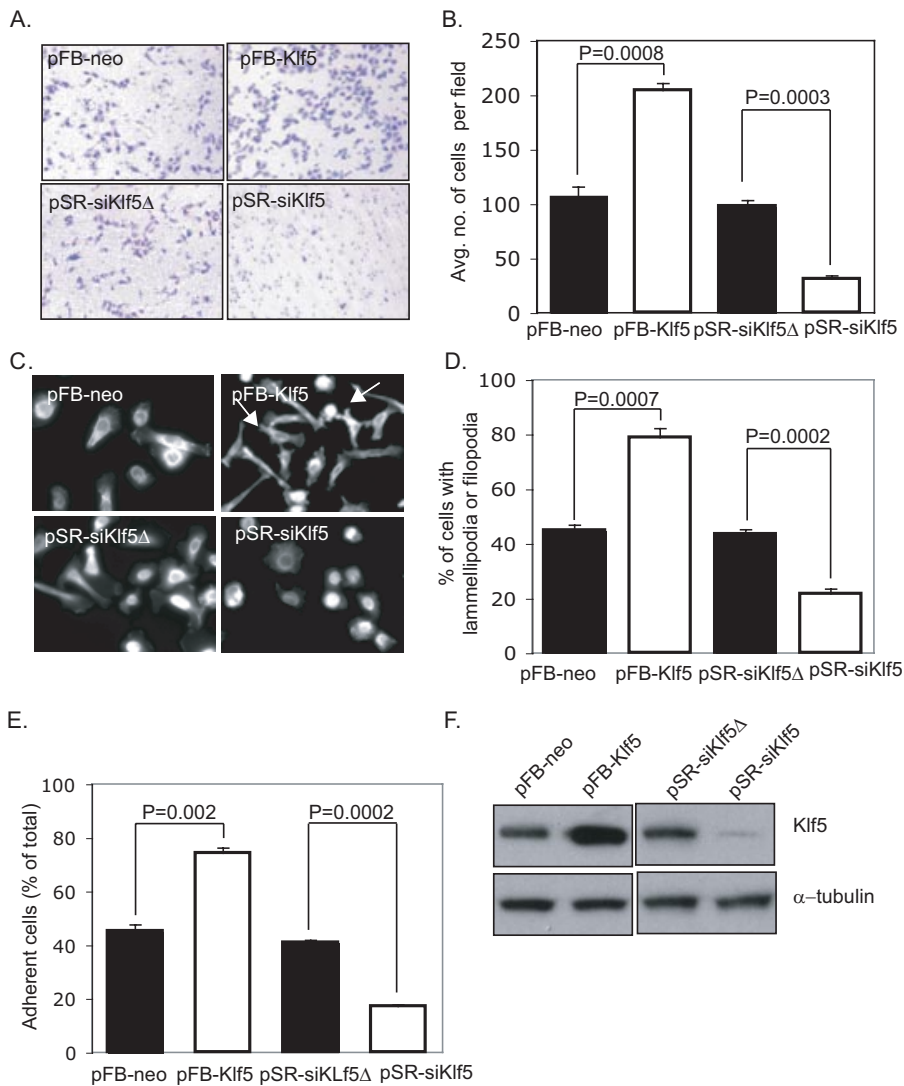 A.
pFB-neo
pFB-Klf5
pSR-siKlf5Δ
pSR-siKlf5
B.
Avg. no. of cells per field
250
200
150
100
50
0
P=0.0008
P=0.0003
pFB-neo
pFB-Klf5
pSR-siKlf5Δ
pSR-siKlf5
C.
pFB-neo
pFB-Klf5
pSR-siKlf5Δ
pSR-siKlf5
D.
% of cells with
lammellipodia or filopodia
100
80
60
40
20
0
P=0.0007
P=0.0002
pFB-neo
pFB-Klf5
pSR-siKlf5Δ
pSR-siKlf5
E.
Adherent cells (% of total)
100
80
60
40
20
0
P=0.002
P=0.0002
pFB-neo
pFB-Klf5
pSR-siKLf5Δ
pSR-siKlf5
F.
pFB-neo
pFB-Klf5
pSR-siKlf5Δ
pSR-siKlf5
Klf5
α–tubulin